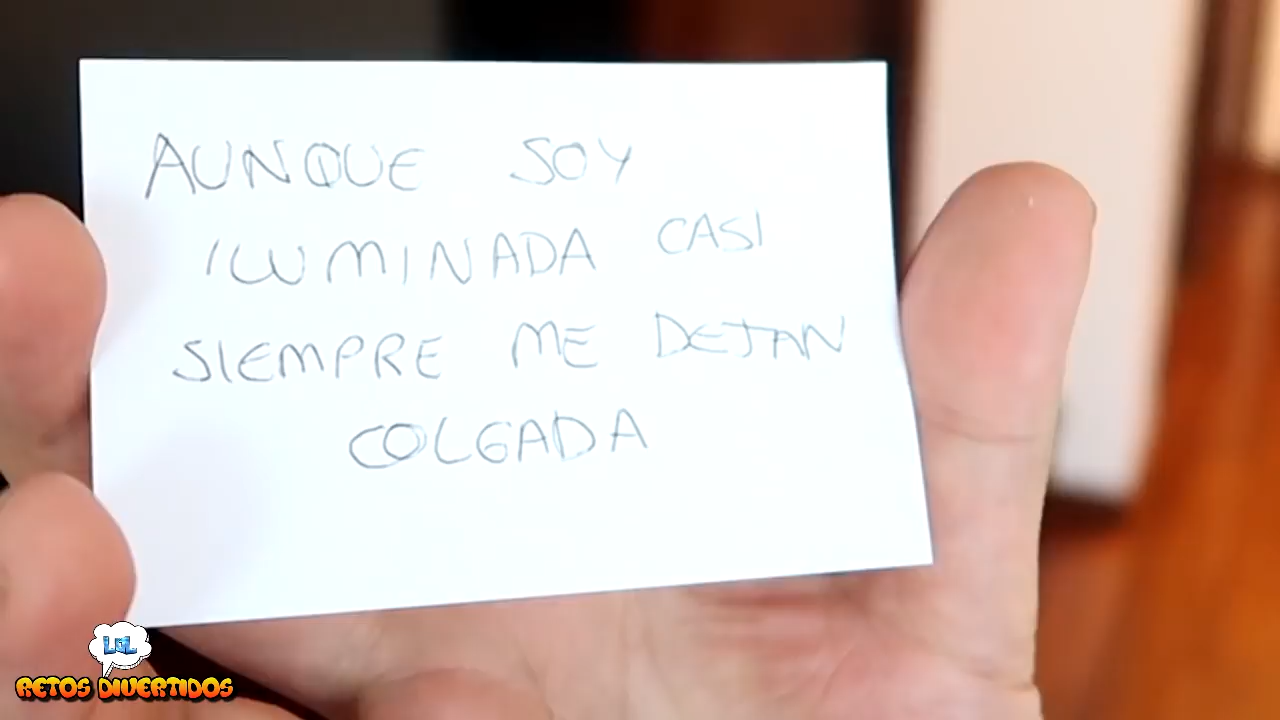 AUNQUE SOY
ILUMINADA CASI
SIEMPRE ME DEJAN
COLGADA
LOL
RETOS DIVERTIDOS